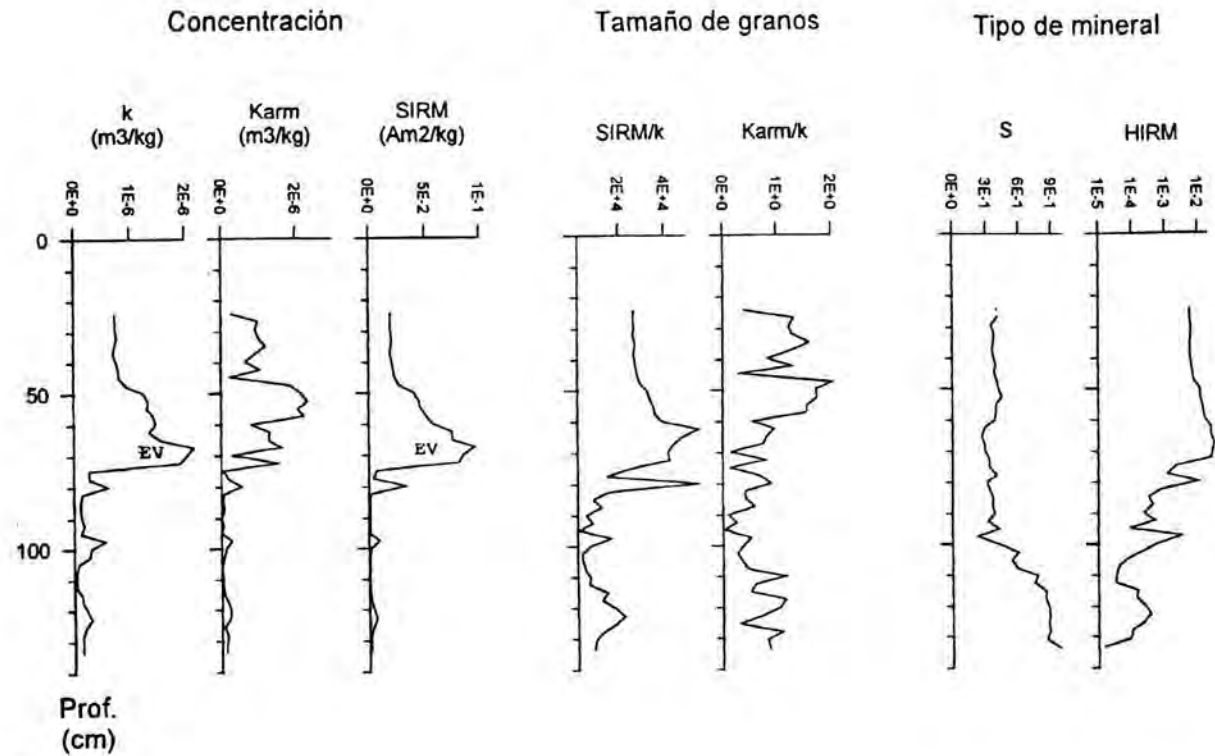 Concentración
Tamaño de granos
Tipo de mineral
k
(m3/kg)
Karm
(m3/kg)
SIRM
(Am2/kg)
SIRM/k
Karm/k
S
HIRM
0E+0
1E-6
2E-6
0E+0
2E-6
0E+0
5E-2
1E-1
2E+4
4E+4
0E+0
1E+0
2E+0
0E+0
3E-1
6E-1
9E-1
1E-5
1E-4
1E-3
1E-2
0
50
100
EV
EV
Prof.
(cm)